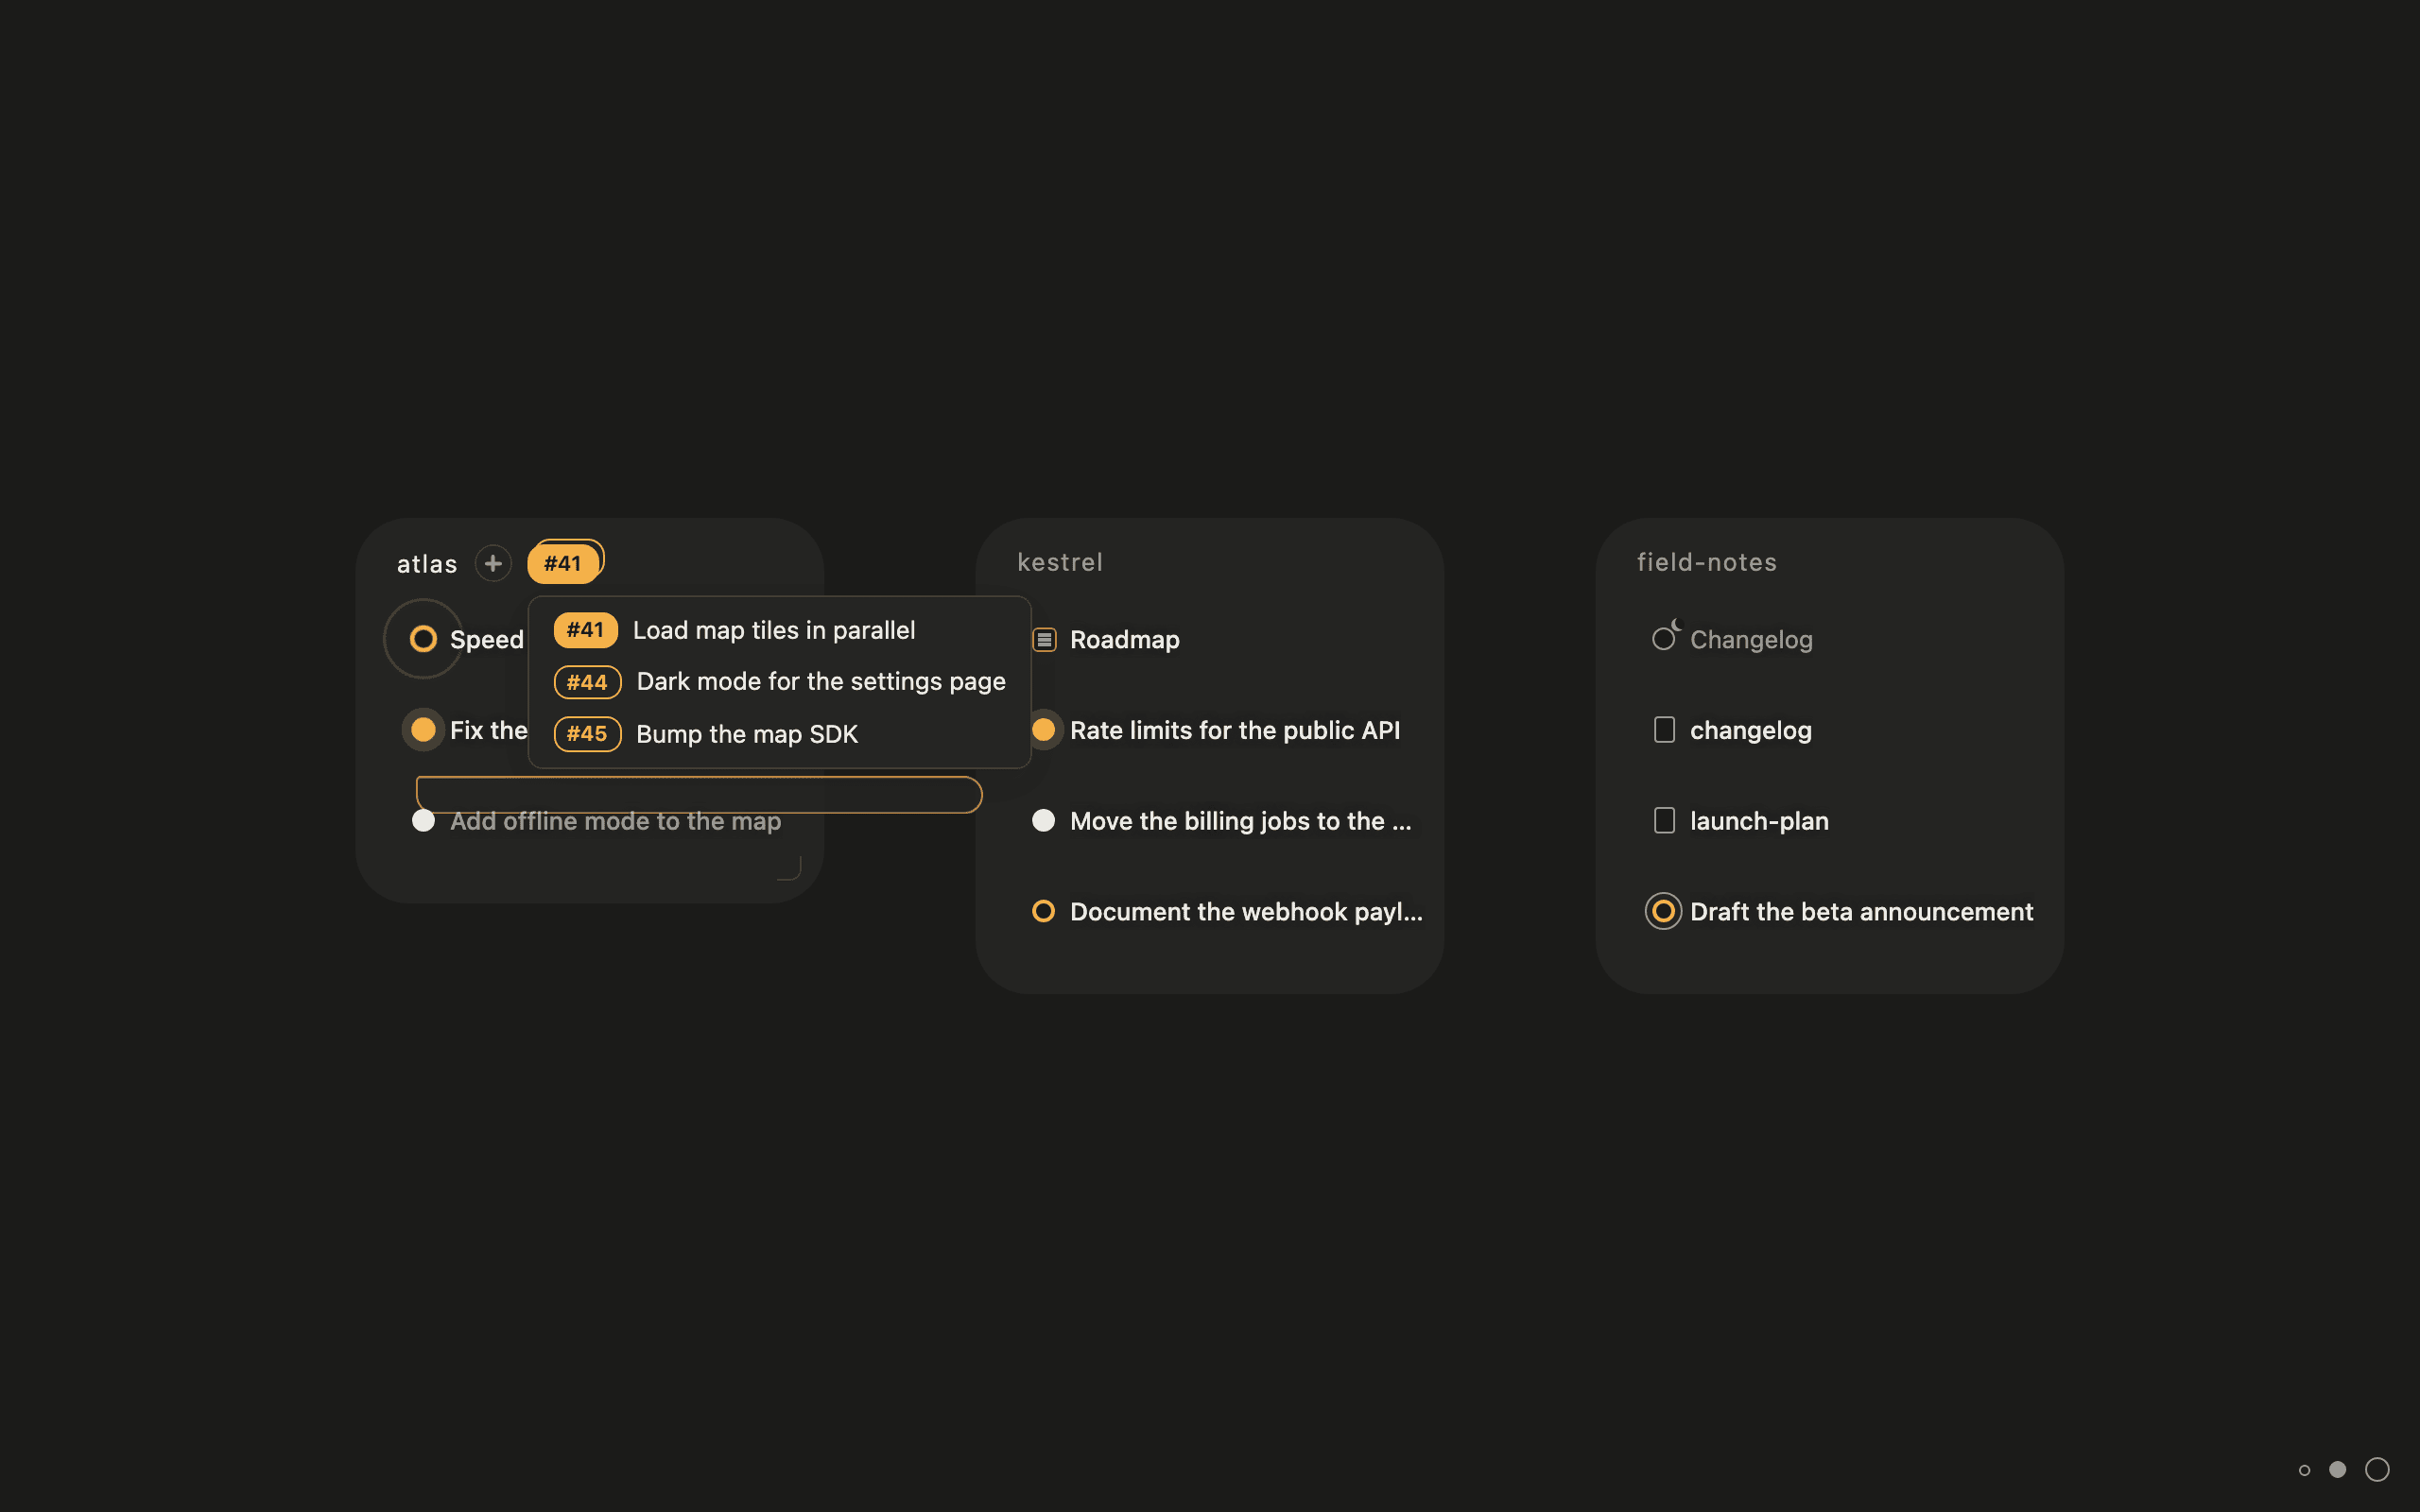 atlas
#41
#41 Load map tiles in parallel
#44 Dark mode for the settings page
#45 Bump the map SDK
Speed
Fix the
Add offline mode to the map
kestrel
Roadmap
Rate limits for the public API
Move the billing jobs to the ...
Document the webhook payl...
field-notes
Changelog
changelog
launch-plan
Draft the beta announcement